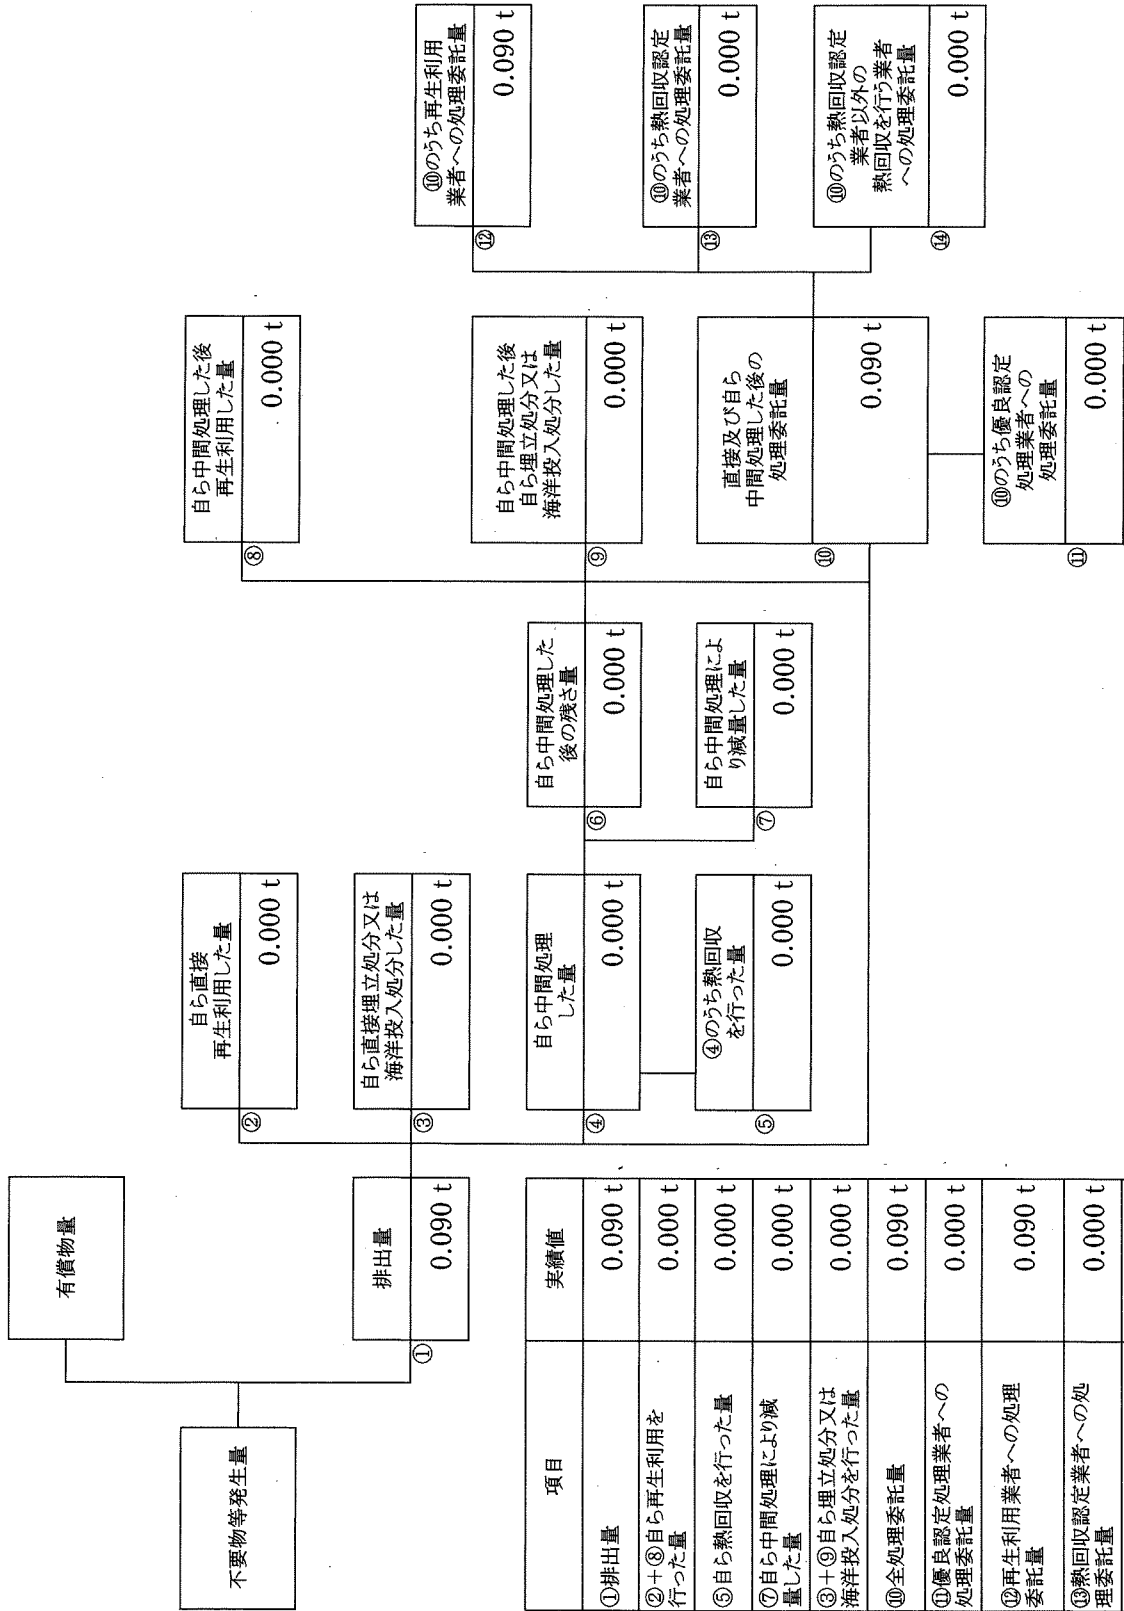 不要物等発生量
有償物量
①
排出量
0.090 t
②
自ら直接
再生利用した量
0.000 t
③
自ら直接埋立処分又は
海洋投入処分した量
0.000 t
④
自ら中間処理
した量
0.000 t
⑤
④のうち熱回収
を行った量
0.000 t
⑥
自ら中間処理した
後の残さ量
0.000 t
⑦
自ら中間処理によ
り減量した量
0.000 t
⑧
自ら中間処理した後
再生利用した量
0.000 t
⑨
自ら中間処理した後
自ら埋立処分又は
海洋投入処分した量
0.000 t
⑩
直接及び自ら
中間処理した後の
処理委託量
0.090 t
⑪
⑩のうち優良認定
処理業者への
処理委託量
0.000 t
⑫
⑩のうち再生利用
業者への処理委託量
0.090 t
⑬
⑩のうち熱回収認定
業者への処理委託量
0.000 t
⑭
⑩のうち熱回収認定
業者以外の
熱回収を行う業者
への処理委託量
0.000 t
項目 実績値
①排出量 0.090 t
②+⑧自ら再生利用を
行った量 0.000 t
⑤自ら熱回収を行った量 0.000 t
⑦自ら中間処理により減
量した量 0.000 t
③+⑨自ら埋立処分又は
海洋投入処分を行った量 0.000 t
⑩全処理委託量 0.090 t
⑪優良認定処理業者への
処理委託量 0.000 t
⑫再生利用業者への処理
委託量 0.090 t
⑬熱回収認定業者への処
理委託量 0.000 t